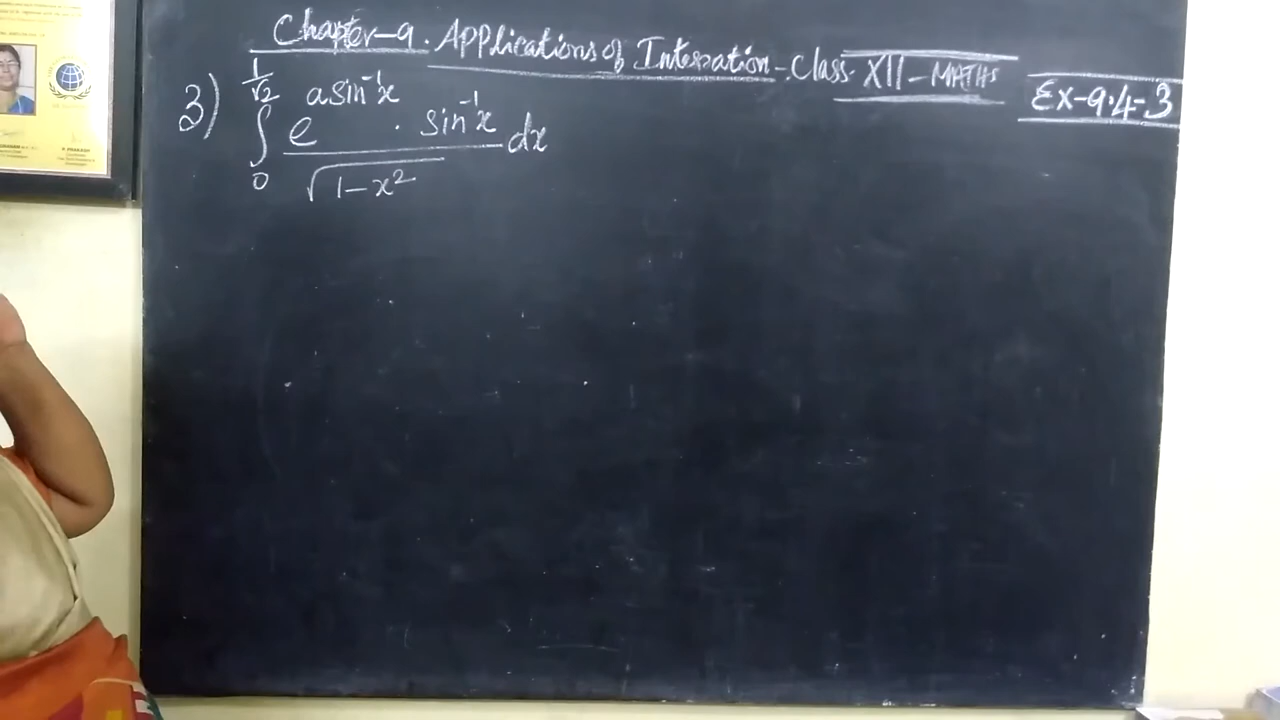 Chapter-9. Applications of Integration - Class- XII - MATHS
Ex-9.4-3
3) ∫₀^{1/√2} e^{a sin⁻¹x} · sin⁻¹x / √(1-x²) dx